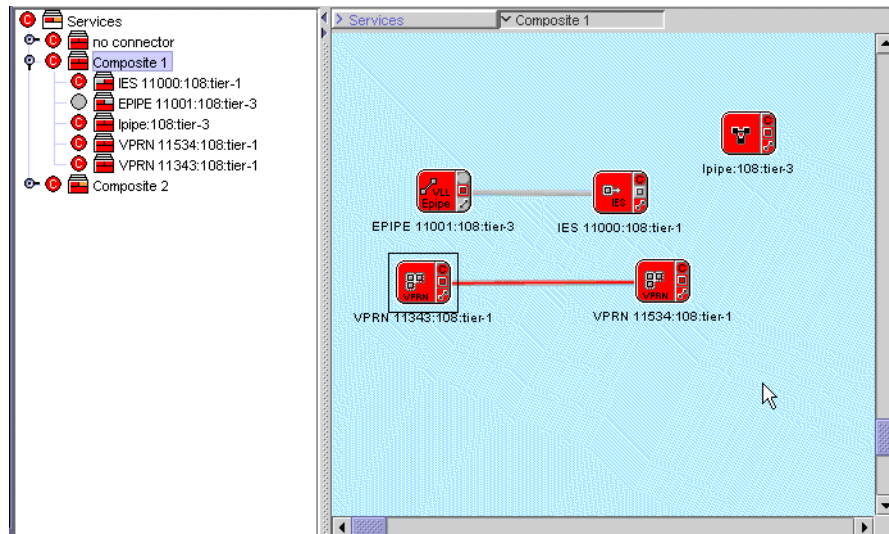 Services
no connector
Composite 1
IES 11000:108:tier-1
EPIPE 11001:108:tier-3
Ipipe:108:tier-3
VPRN 11534:108:tier-1
VPRN 11343:108:tier-1
Composite 2
Services
Composite 1
C
Ipipe:108:tier-3
VLL
Epipe
EPIPE 11001:108:tier-3
C
IES
IES 11000:108:tier-1
C
VPRN
VPRN 11343:108:tier-1
C
VPRN
VPRN 11534:108:tier-1